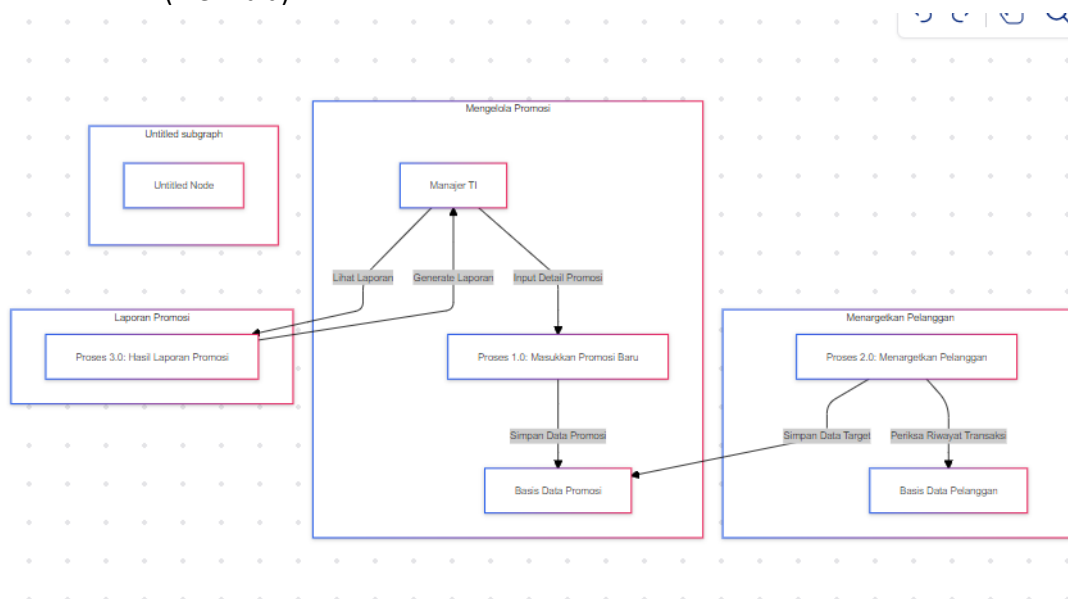 Mengelola Promosi
Untitled subgraph
Untitled Node
Manajer TI
Lihat Laporan
Generate Laporan
Input Detail Promosi
Laporan Promosi
Proses 3.0: Hasil Laporan Promosi
Proses 1.0: Masukkan Promosi Baru
Menargetkan Pelanggan
Proses 2.0: Menargetkan Pelanggan
Simpan Data Promosi
Simpan Data Target
Periksa Riwayat Transaksi
Basis Data Promosi
Basis Data Pelanggan